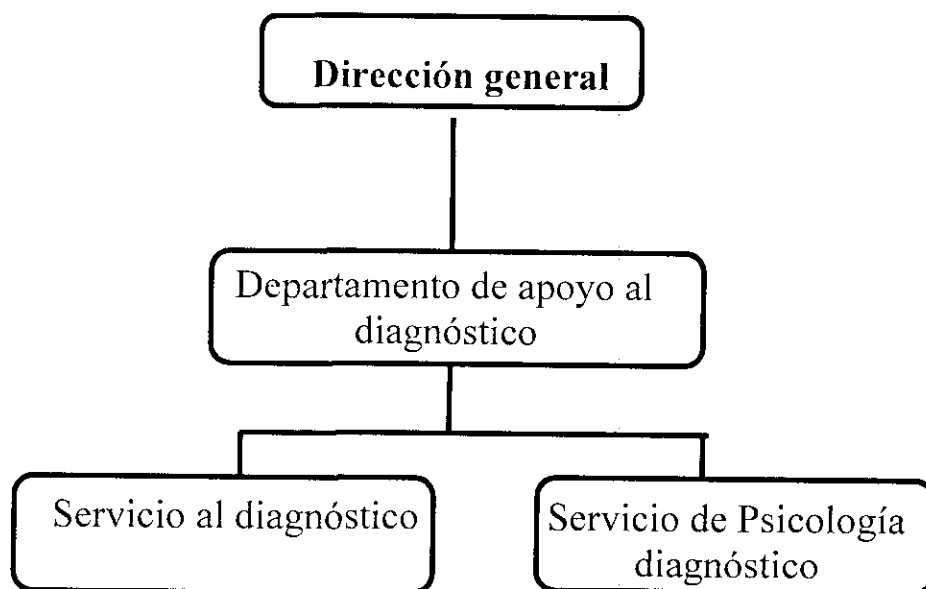 Dirección general
Departamento de apoyo al
diagnóstico
Servicio al diagnóstico
Servicio de Psicología
diagnóstico